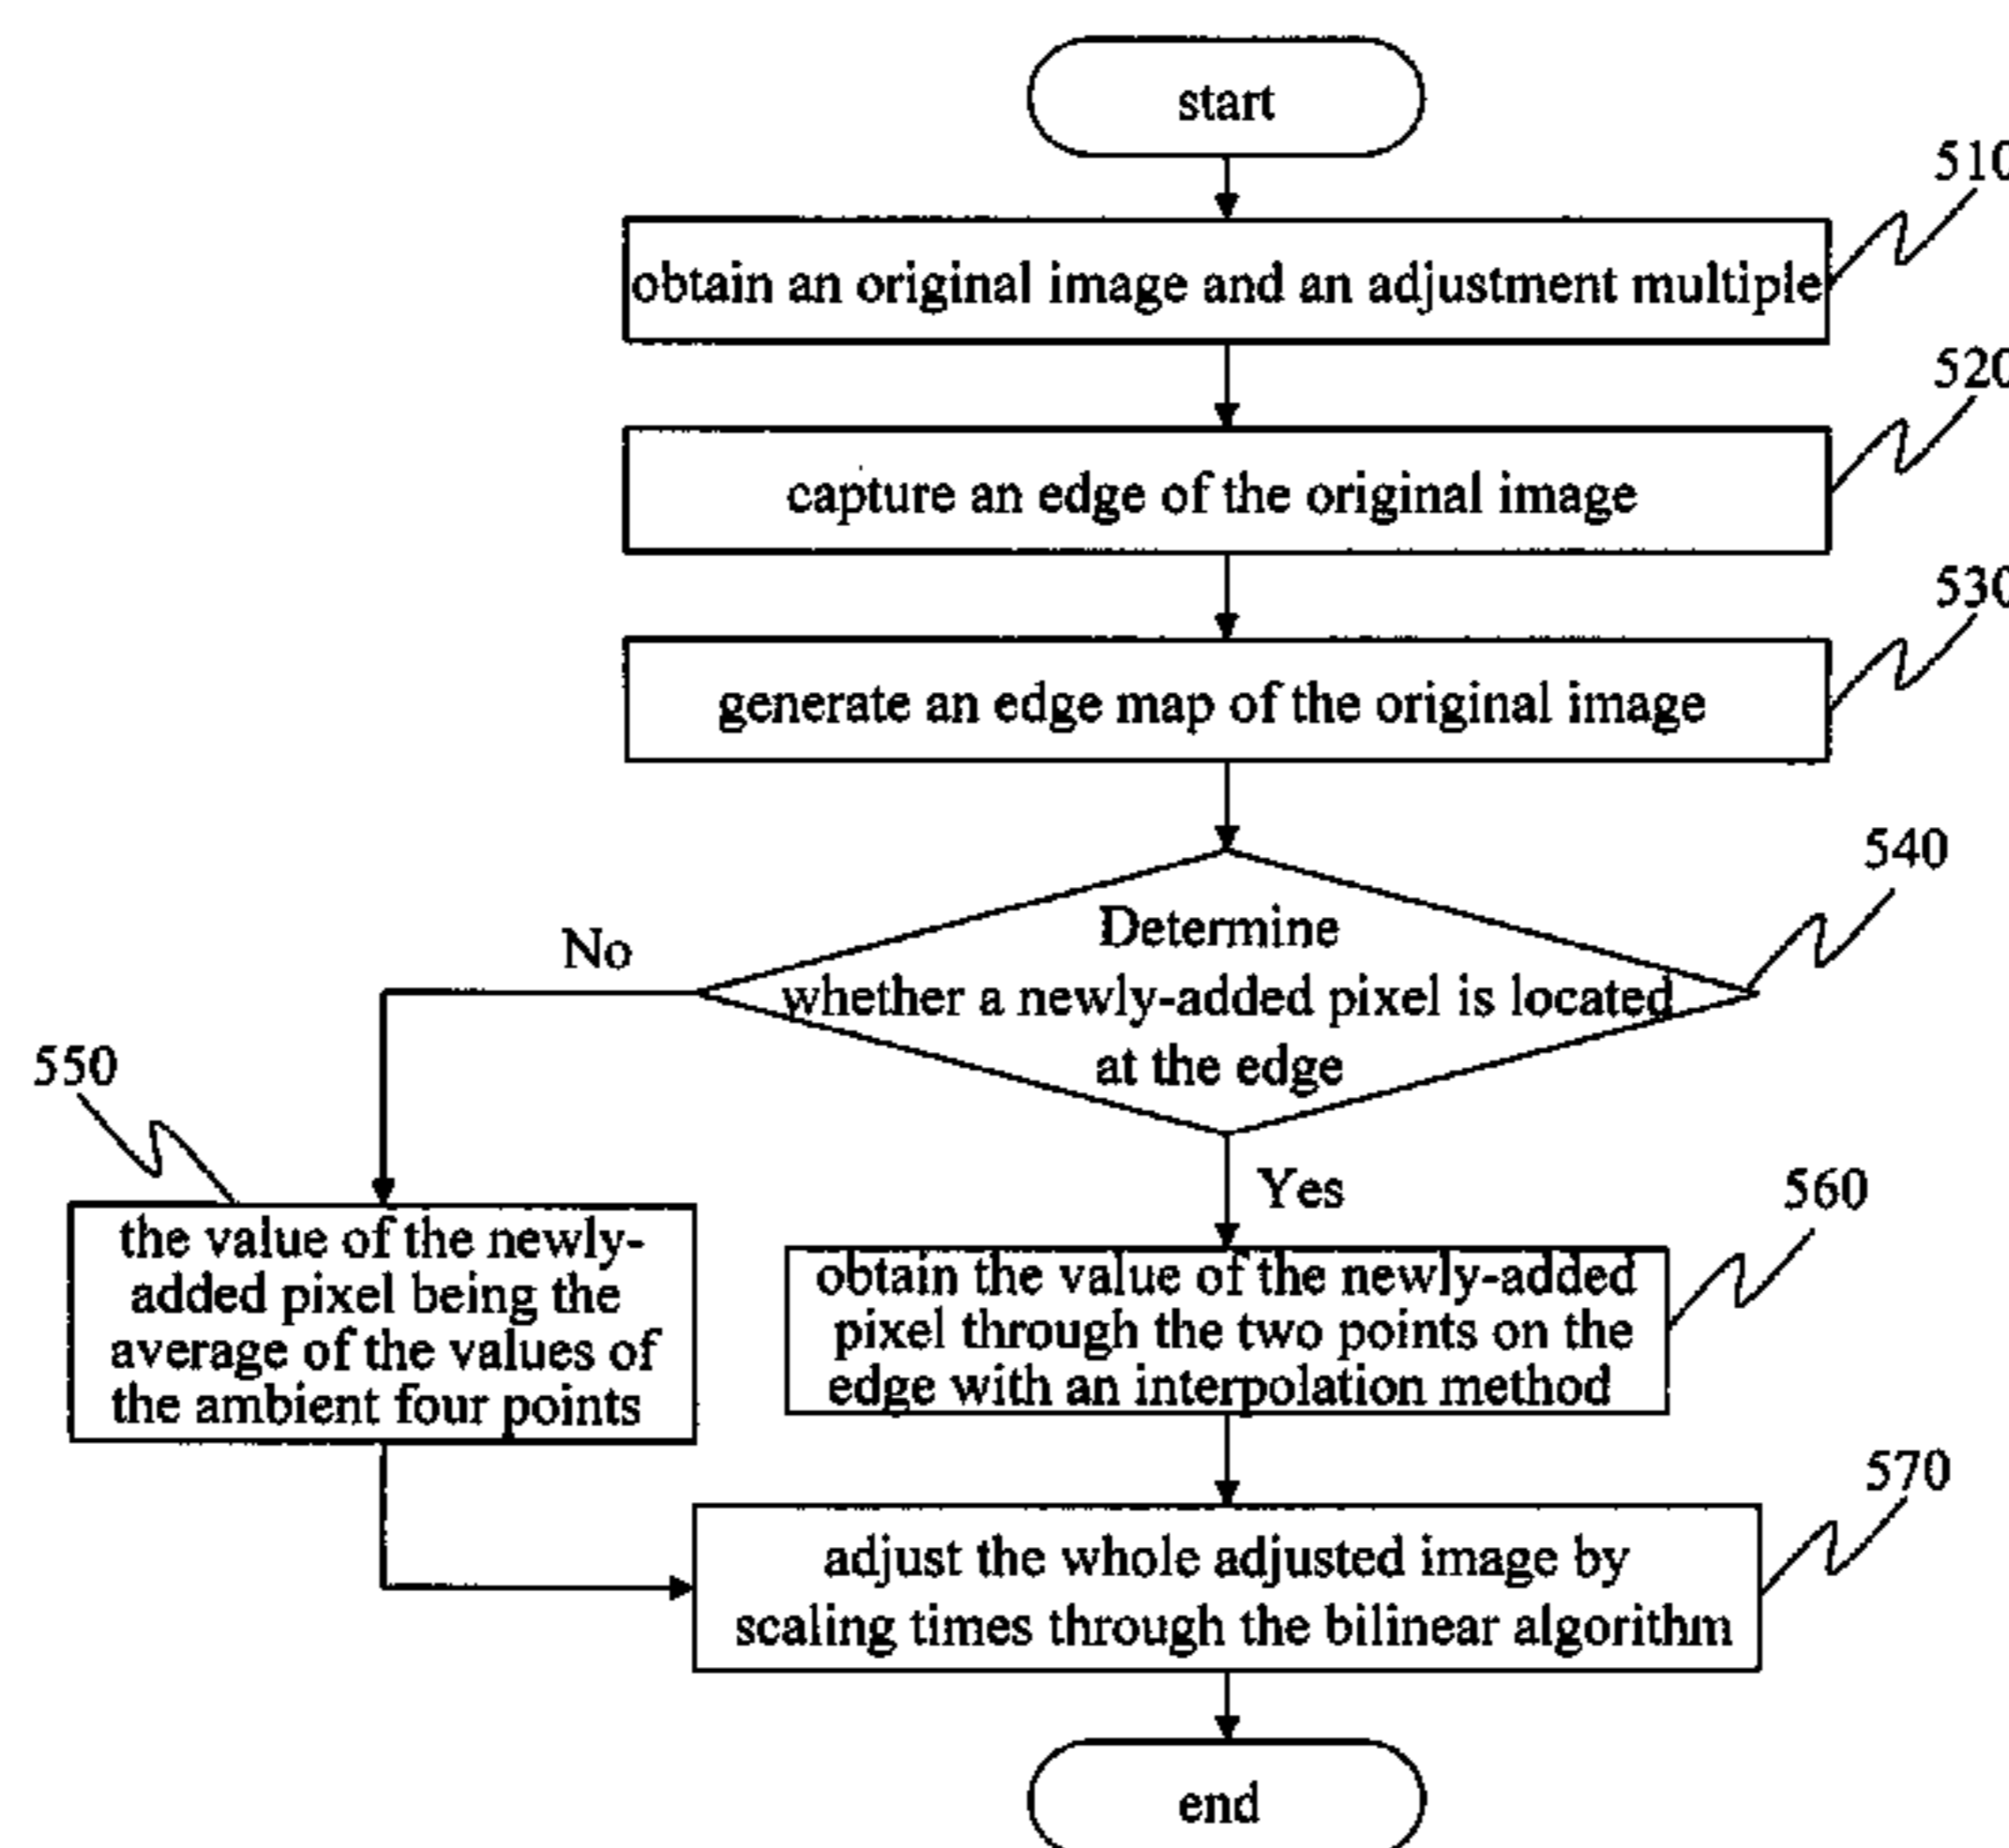 start
510
obtain an original image and an adjustment multiple
520
capture an edge of the original image
530
generate an edge map of the original image
540
Determine
whether a newly-added pixel is located
at the edge
No
Yes
550
the value of the newly-
added pixel being the
average of the values of
the ambient four points
560
obtain the value of the newly-added
pixel through the two points on the
edge with an interpolation method
570
adjust the whole adjusted image by
scaling times through the bilinear algorithm
end